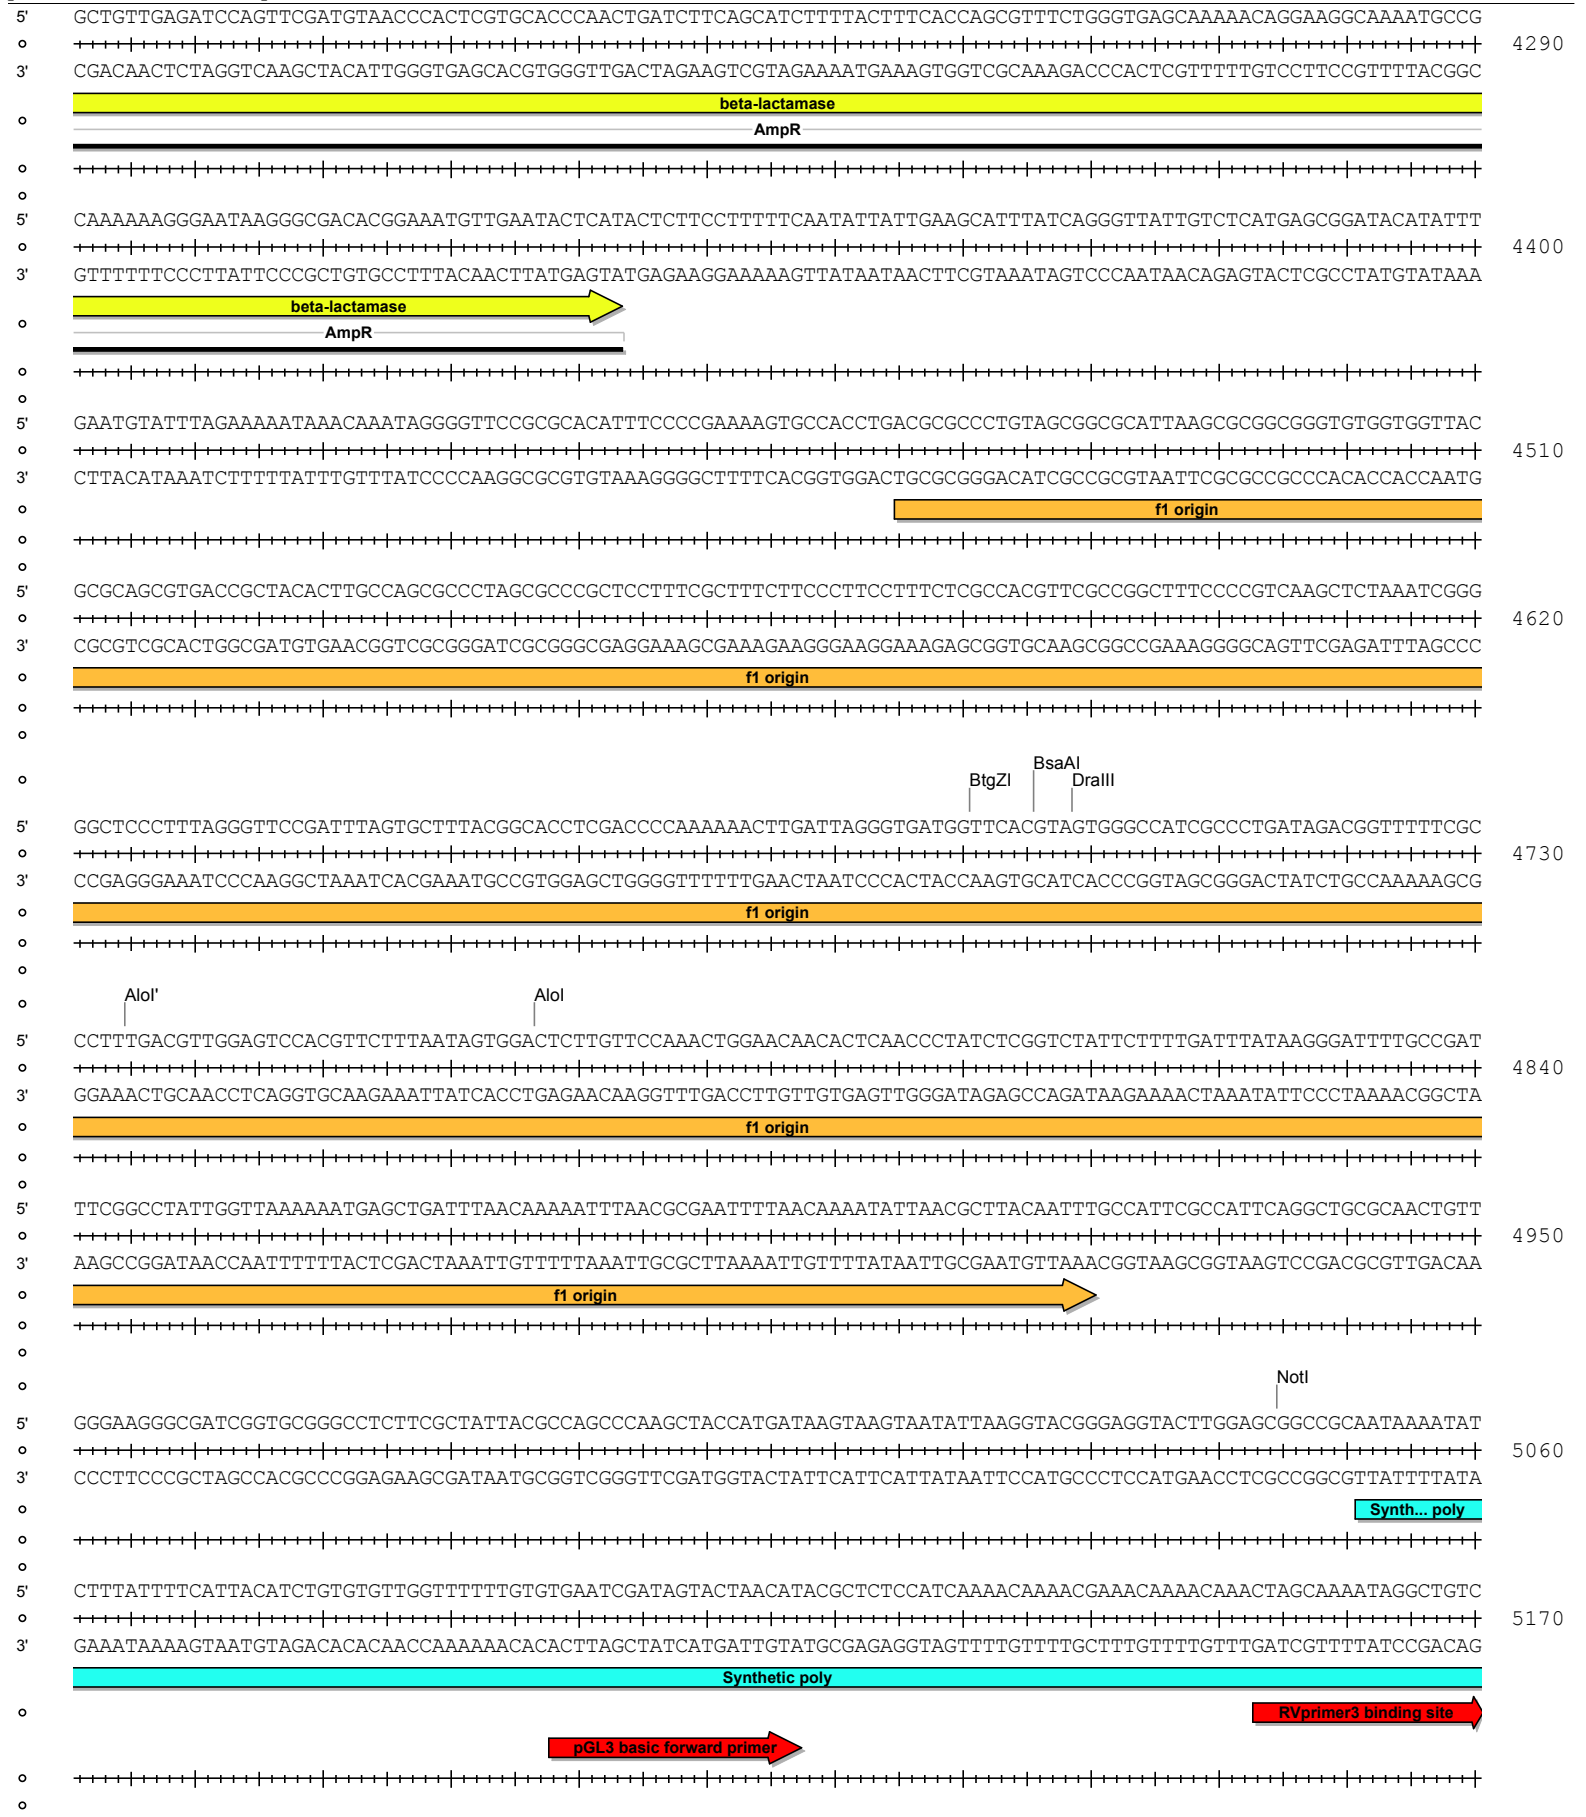 5' GCTGTTGAGATCCAGTTCGATGTAACCCACTCGTGCACCCAACTGATCTTCAGCATCTTTTACTTTCACCAGCGTTTCTGGGTGAGCAAAAACAGGAAGGCAAAATGCCG
4290
3' CGACAACTCTAGGTCAAGCTACATTGGGTGAGCACGTGGGTTGACTAGAAGTCGTAGAAAATGAAAGTGGTCGCAAAGACCCACTCGTTTTTGTCCTTCCGTTTTACGGC
beta-lactamase
AmpR
5' CAAAAAAGGGAATAAGGGCGACACGGAAATGTTGAATACTCATACTCTTCCTTTTTCAATATTATTGAAGCATTTATCAGGGTTATTGTCTCATGAGCGGATACATATTT
4400
3' GTTTTTTCCCTTATTCCCGCTGTGCCTTTACAACTTATGAGTATGAGAAGGAAAAAGTTATAATAACTTCGTAAATAGTCCCAATAACAGAGTACTCGCCTATGTATAAA
beta-lactamase
AmpR
5' GAATGTATTTAGAAAAATAAACAAATAGGGGTTCCGCGCACATTTCCCCGAAAAGTGCCACCTGACGCGCCCTGTAGCGGCGCATTAAGCGCGGCGGGTGTGGTGGTTAC
4510
3' CTTACATAAATCTTTTTATTTGTTTATCCCCAAGGCGCGTGTAAAGGGGCTTTTCACGGTGGACTGCGCGGGACATCGCCGCGTAATTCGCGCCGCCCACACCACCAATG
f1 origin
5' GCGCAGCGTGACCGCTACACTTGCCAGCGCCCTAGCGCCCGCTCCTTTCGCTTTCTTCCCTTCCTTTCTCGCCACGTTCGCCGGCTTTCCCCGTCAAGCTCTAAATCGGG
4620
3' CGCGTCGCACTGGCGATGTGAACGGTCGCGGGATCGCGGGCGAGGAAAGCGAAAGAAGGGAAGGAAAGAGCGGTGCAAGCGGCCGAAAGGGGCAGTTCGAGATTTAGCCC
f1 origin
BsaAI
BtgZI DraIII
5' GGCTCCCTTTAGGGTTCCGATTTAGTGCTTTACGGCACCTCGACCCCAAAAAACTTGATTAGGGTGATGGTTCACGTAGTGGGCCATCGCCCTGATAGACGGTTTTTCGC
4730
3' CCGAGGGAAATCCCAAGGCTAAATCACGAAATGCCGTGGAGCTGGGGTTTTTTGAACTAATCCCACTACCAAGTGCATCACCCGGTAGCGGGACTATCTGCCAAAAAGCG
f1 origin
AloI' AloI
5' CCTTTGACGTTGGAGTCCACGTTCTTTAATAGTGGACTCTTGTTCCAAACTGGAACAACACTCAACCCTATCTCGGTCTATTCTTTTGATTTATAAGGGATTTTGCCGAT
4840
3' GGAAACTGCAACCTCAGGTGCAAGAAATTATCACCTGAGAACAAGGTTTGACCTTGTTGTGAGTTGGGATAGAGCCAGATAAGAAAACTAAATATTCCCTAAAACGGCTA
f1 origin
5' TTCGGCCTATTGGTTAAAAAATGAGCTGATTTAACAAAAATTTAACGCGAATTTTAACAAAATATTAACGCTTACAATTTGCCATTCGCCATTCAGGCTGCGCAACTGTT
4950
3' AAGCCGGATAACCAATTTTTTACTCGACTAAATTGTTTTTAAATTGCGCTTAAAATTGTTTTATAATTGCGAATGTTAAACGGTAAGCGGTAAGTCCGACGCGTTGACAA
f1 origin
NotI
5' GGGAAGGGCGATCGGTGCGGGCCTCTTCGCTATTACGCCAGCCCAAGCTACCATGATAAGTAAGTAATATTAAGGTACGGGAGGTACTTGGAGCGGCCGCAATAAAATAT
5060
3' CCCTTCCCGCTAGCCACGCCCGGAGAAGCGATAATGCGGTCGGGTTCGATGGTACTATTCATTCATTATAATTCCATGCCCTCCATGAACCTCGCCGGCGTTATTTTATA
Synth... poly
5' CTTTATTTTCATTACATCTGTGTGTTGGTTTTTTGTGTGAATCGATAGTACTAACATACGCTCTCCATCAAAACAAAACGAAACAAAACAAACTAGCAAAATAGGCTGTC
5170
3' GAAATAAAAGTAATGTAGACACACAACCAAAAAACACACTTAGCTATCATGATTGTATGCGAGAGGTAGTTTTGTTTTGCTTTGTTTTGTTTGATCGTTTTATCCGACAG
Synthetic poly
RVprimer3 binding site
pGL3 basic forward primer